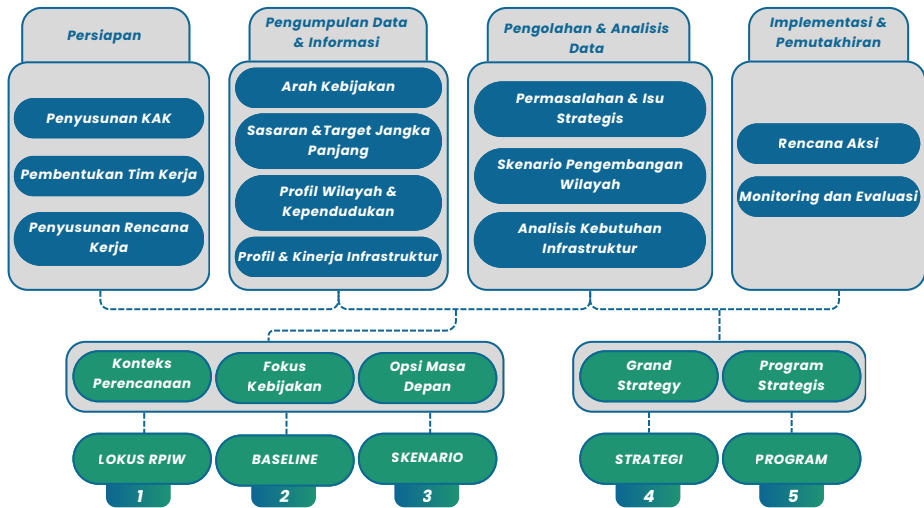 Persiapan
Penyusunan KAK
Pembentukan Tim Kerja
Penyusunan Rencana
Kerja
Pengumpulan Data
& Informasi
Arah Kebijakan
Sasaran &Target Jangka
Panjang
Profil Wilayah &
Kependudukan
Profil & Kinerja Infrastruktur
Pengolahan & Analisis
Data
Permasalahan & Isu
Strategis
Skenario Pengembangan
Wilayah
Analisis Kebutuhan
Infrastruktur
Implementasi &
Pemutakhiran
Rencana Aksi
Monitoring dan Evaluasi
Konteks
Perencanaan
Fokus
Kebijakan
Opsi Masa
Depan
Grand
Strategy
Program
Strategis
LOKUS RPIW
1
BASELINE
2
SKENARIO
3
STRATEGI
4
PROGRAM
5